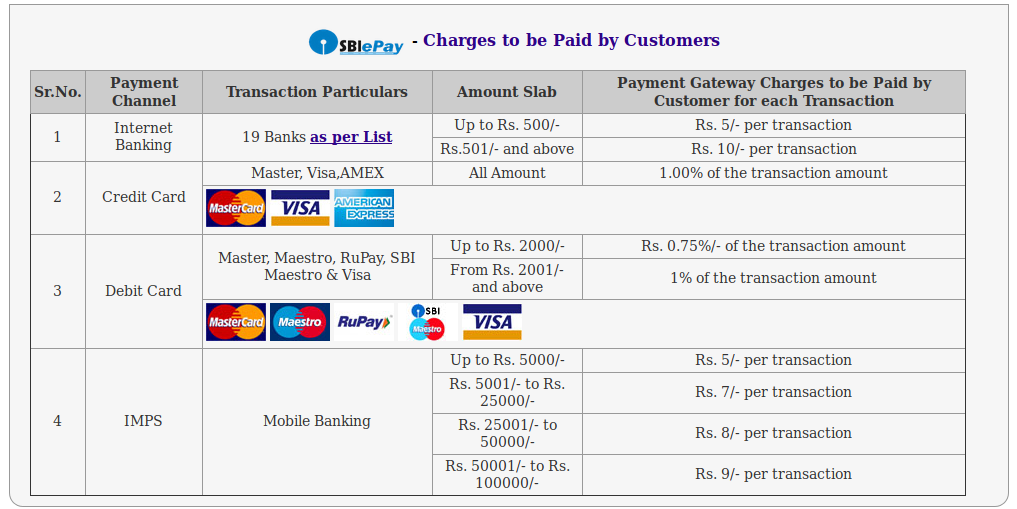 SBIePay - Charges to be Paid by Customers
Sr.No.
Payment
Channel
Transaction Particulars
Amount Slab
Payment Gateway Charges to be Paid by
Customer for each Transaction
1
Internet
Banking
19 Banks as per List
Up to Rs. 500/-
Rs. 5/- per transaction
Rs.501/- and above
Rs. 10/- per transaction
2
Credit Card
Master, Visa,AMEX
All Amount
1.00% of the transaction amount
MasterCard
VISA
AMERICAN
EXPRESS
3
Debit Card
Master, Maestro, RuPay, SBI
Maestro & Visa
Up to Rs. 2000/-
Rs. 0.75%/- of the transaction amount
From Rs. 2001/-
and above
1% of the transaction amount
MasterCard
Maestro
RuPay
SBI
Maestro
VISA
4
IMPS
Mobile Banking
Up to Rs. 5000/-
Rs. 5/- per transaction
Rs. 5001/- to Rs.
25000/-
Rs. 7/- per transaction
Rs. 25001/- to
50000/-
Rs. 8/- per transaction
Rs. 50001/- to Rs.
100000/-
Rs. 9/- per transaction